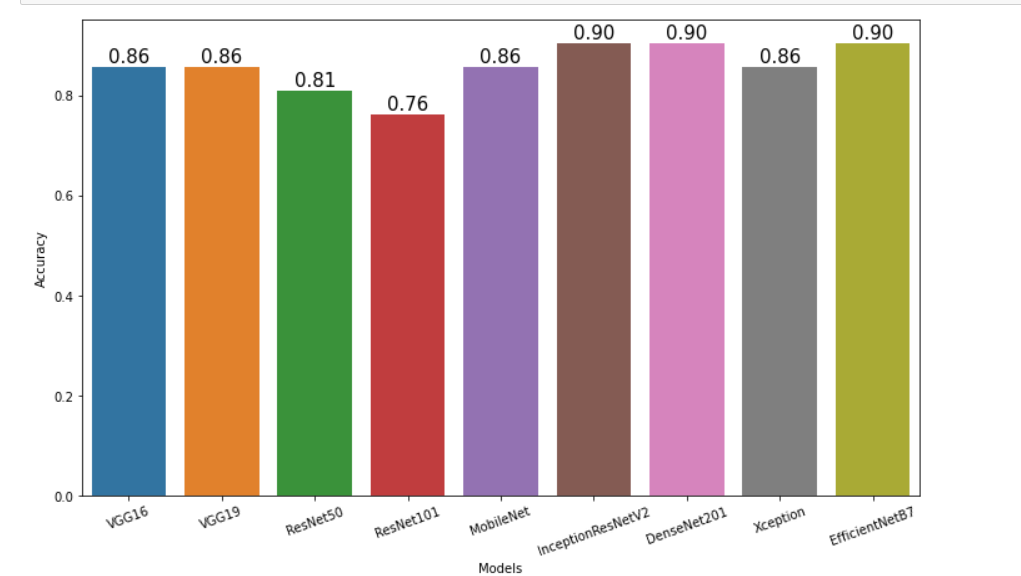 0.90 0.90 0.90
0.86 0.86 0.86 0.86
0.81
0.76
0.8
0.6
0.4
0.2
0.0
Accuracy
VGG16 VGG19 ResNet50 ResNet101 MobileNet InceptionResNetV2 DenseNet201 Xception EfficientNetB7
Models